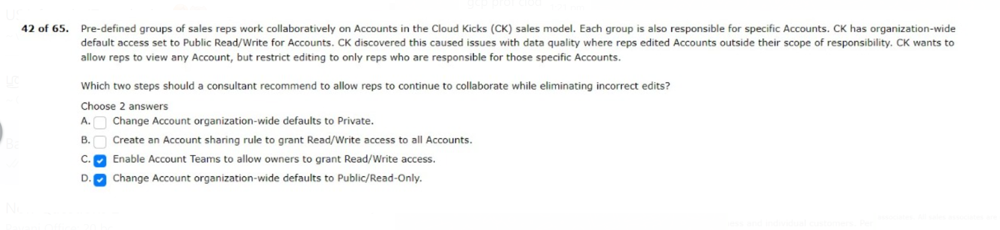 42 of 65. Pre-defined groups of sales reps work collaboratively on Accounts in the Cloud Kicks (CK) sales model. Each group is also responsible for specific Accounts. CK has organization-wide
default access set to Public Read/Write for Accounts. CK discovered this caused issues with data quality where reps edited Accounts outside their scope of responsibility. CK wants to
allow reps to view any Account, but restrict editing to only reps who are responsible for those specific Accounts.
Which two steps should a consultant recommend to allow reps to continue to collaborate while eliminating incorrect edits?
Choose 2 answers
A. Change Account organization-wide defaults to Private.
B. Create an Account sharing rule to grant Read/Write access to all Accounts.
C. Enable Account Teams to allow owners to grant Read/Write access.
D. Change Account organization-wide defaults to Public/Read-Only.